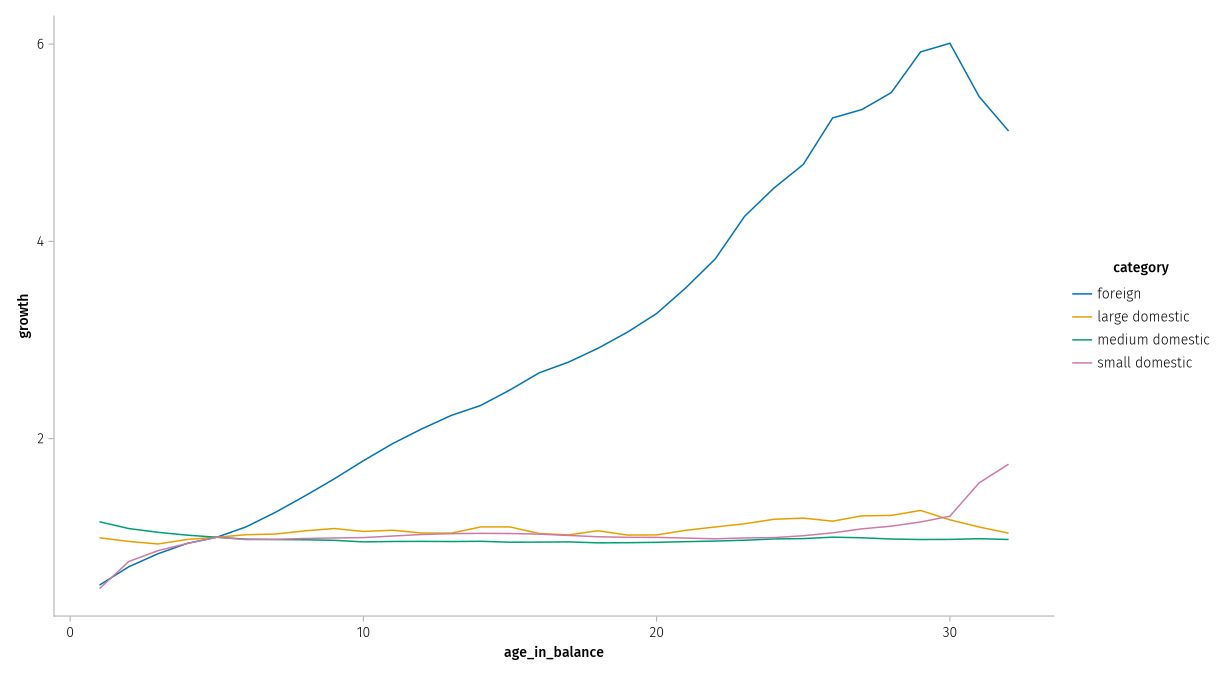 6
4
2
growth
0
10
20
30
age_in_balance
category
foreign
large domestic
medium domestic
small domestic